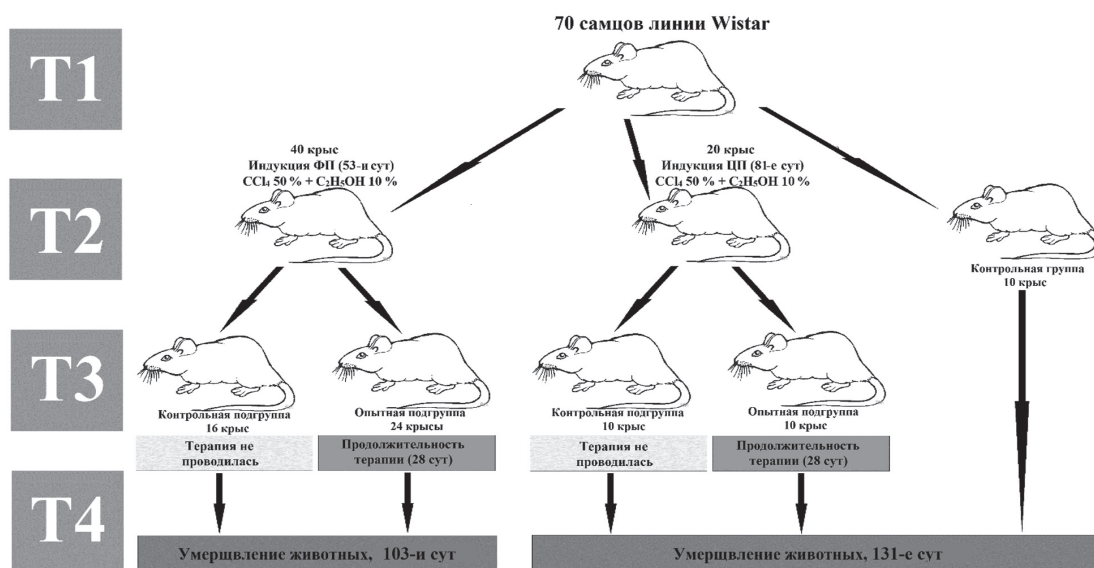 70 самцов линии Wistar
T1
40 крыс
Индукция ФП (53-и сут)
CCl₄ 50 % + C₂H₅OH 10 %
20 крыс
Индукция ЦП (81-е сут)
CCl₄ 50 % + C₂H₅OH 10 %
T2
Контрольная группа
10 крыс
T3
Контрольная подгруппа
16 крыс
Опытная подгруппа
24 крысы
Контрольная подгруппа
10 крыс
Опытная подгруппа
10 крыс
Терапия не
проводилась
Продолжительность
терапии (28 сут)
Терапия не
проводилась
Продолжительность
терапии (28 сут)
T4
Умерщвление животных, 103-и сут
Умерщвление животных, 131-е сут